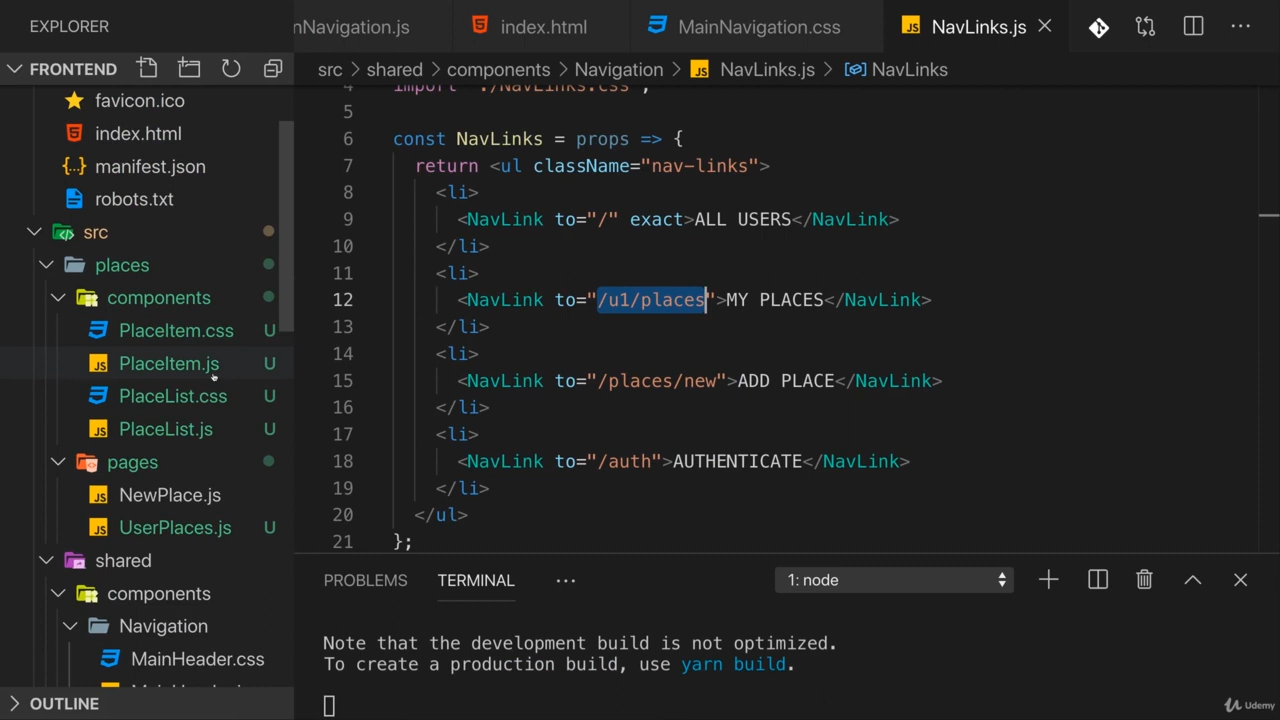 EXPLORER
nNavigation.js
index.html
MainNavigation.css
NavLinks.js
FRONTEND
src > shared > components > Navigation > NavLinks.js > NavLinks
favicon.ico
index.html
manifest.json
robots.txt
src
places
components
PlaceItem.css U
PlaceItem.js U
PlaceList.css U
PlaceList.js U
pages
NewPlace.js
UserPlaces.js U
shared
components
Navigation
MainHeader.css
4 import "./NavLinks.css";
5
6 const NavLinks = props => {
7 return <ul className="nav-links">
8 <li>
9 <NavLink to="/" exact>ALL USERS</NavLink>
10 </li>
11 <li>
12 <NavLink to="/u1/places">MY PLACES</NavLink>
13 </li>
14 <li>
15 <NavLink to="/places/new">ADD PLACE</NavLink>
16 </li>
17 <li>
18 <NavLink to="/auth">AUTHENTICATE</NavLink>
19 </li>
20 </ul>
21 };
PROBLEMS TERMINAL ··· 1: node
Note that the development build is not optimized.
To create a production build, use yarn build.
OUTLINE
Udemy